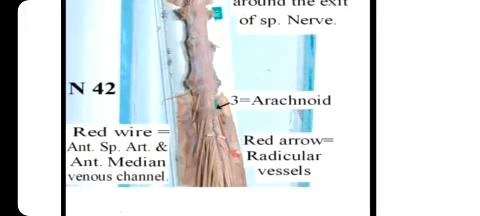 around the exit
of sp. Nerve.
N 42
3=Arachnoid
Red wire =
Ant. Sp. Art. &
Ant. Median
venous channel.
Red arrow=
Radicular
vessels